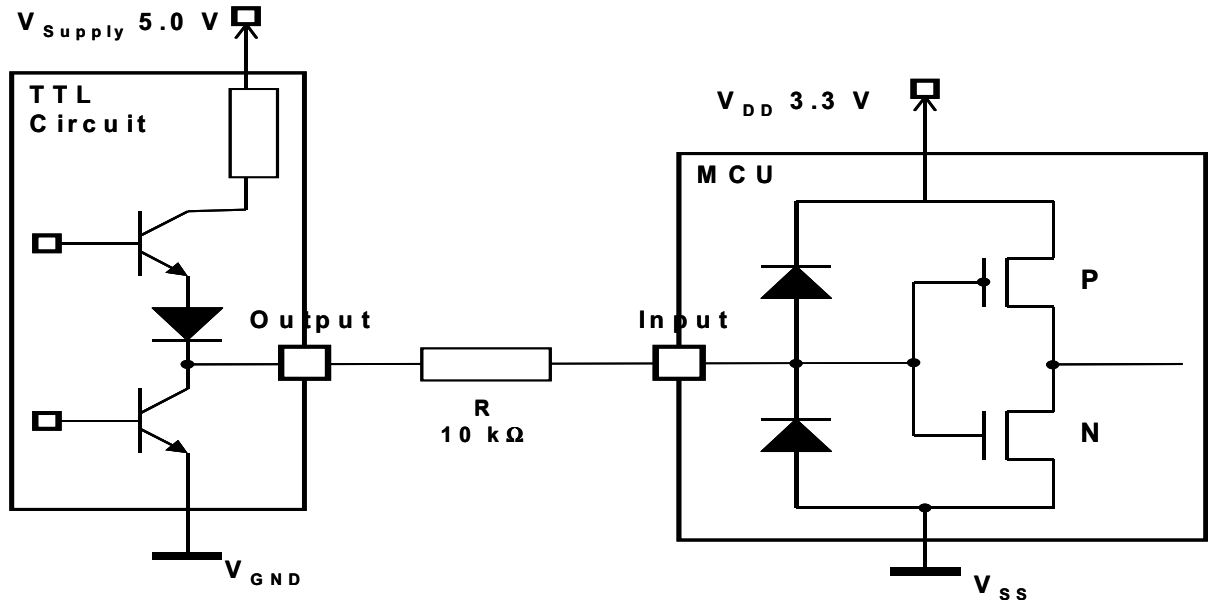 V Supply 5.0 V
TTL
Circuit
V DD 3.3 V
MCU
Output
Input
P
R
10 kΩ
N
V GND
V SS